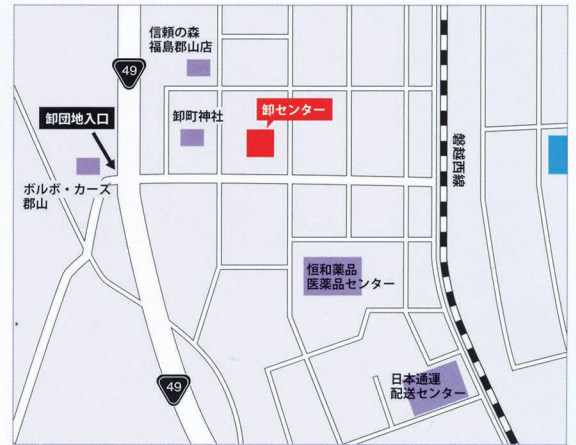 信頼の森
福島郡山店
49
卸団地入口
卸町神社
卸センター
ボルボ・カーズ
郡山
磐越西線
恒和薬品
医薬品センター
49
日本通運
配送センター